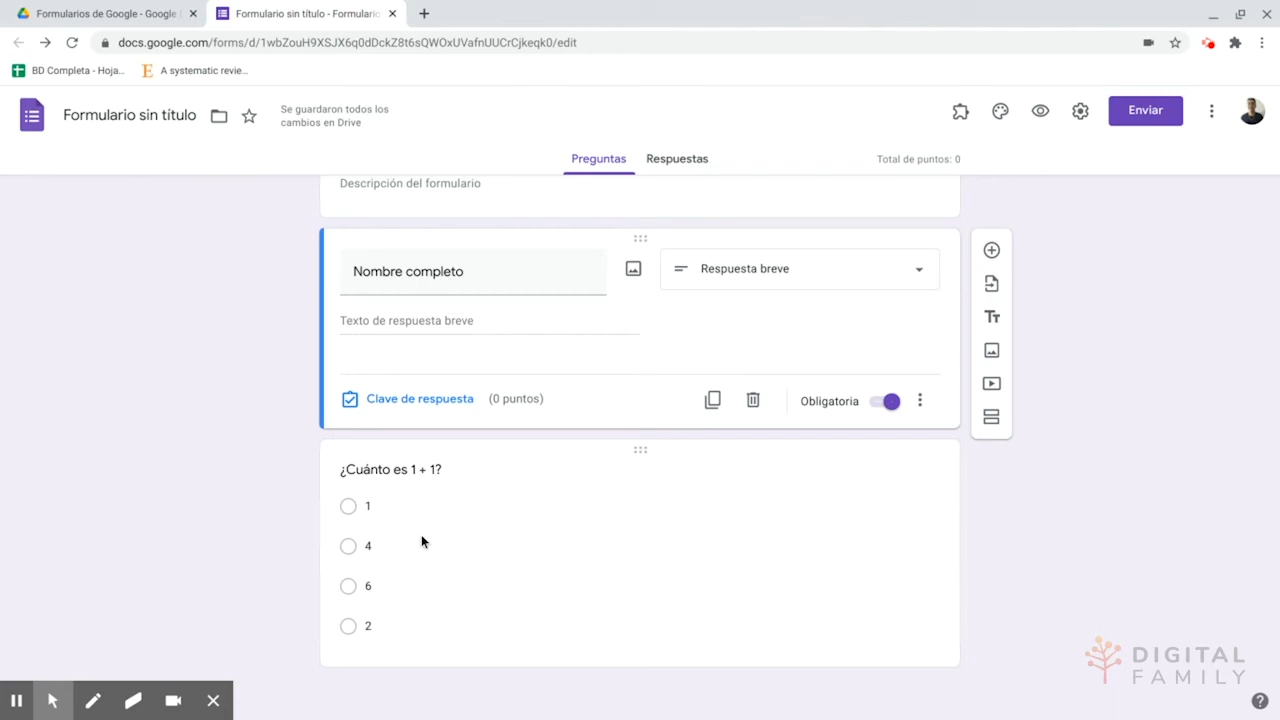 Formularios de Google - Google
Formulario sin título - Formulario
docs.google.com/forms/d/1wbZouH9XSJX6q0dDckZ8t6sQWOxUVafnUUCrCjkeqk0/edit
BD Completa - Hoja...
A systematic revie...
Formulario sin título
Se guardaron todos los
cambios en Drive
Enviar
Preguntas
Respuestas
Total de puntos: 0
Descripción del formulario
Nombre completo
Respuesta breve
Texto de respuesta breve
Clave de respuesta
(0 puntos)
Obligatoria
¿Cuánto es 1 + 1?
1
4
6
2
DIGITAL
FAMILY